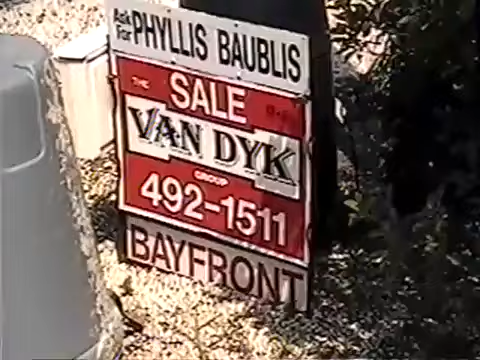 Ask For PHYLLIS BAUBLIS
THE
SALE
VAN DYK
GROUP
492-1511
BAYFRONT